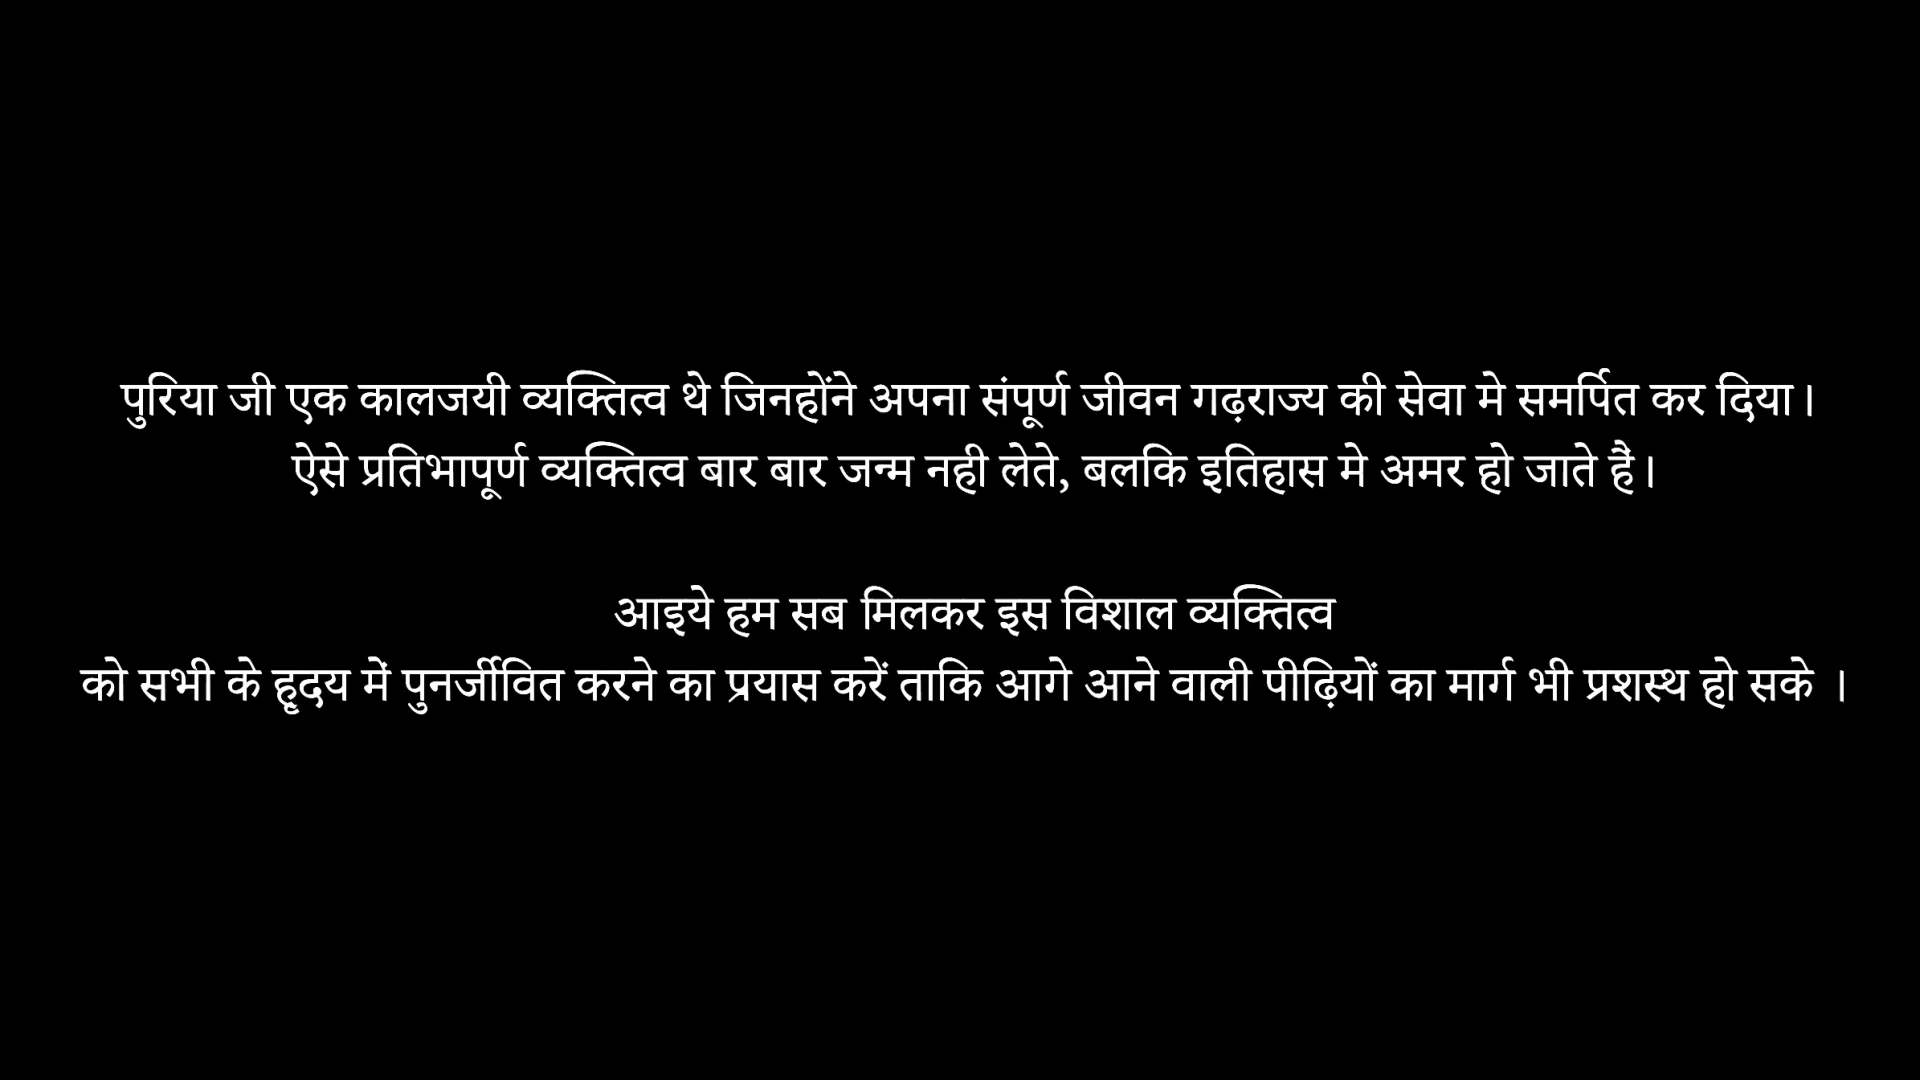 पुरिया जी एक कालजयी व्यक्तित्व थे जिनहोंने अपना संपूर्ण जीवन गढ़राज्य की सेवा मे समर्पित कर दिया।
ऐसे प्रतिभापूर्ण व्यक्तित्व बार बार जन्म नही लेते, बलकि इतिहास मे अमर हो जाते हैं।
आइये हम सब मिलकर इस विशाल व्यक्तित्व
को सभी के हृदय में पुनर्जीवित करने का प्रयास करें ताकि आगे आने वाली पीढ़ियों का मार्ग भी प्रशस्थ हो सके ।